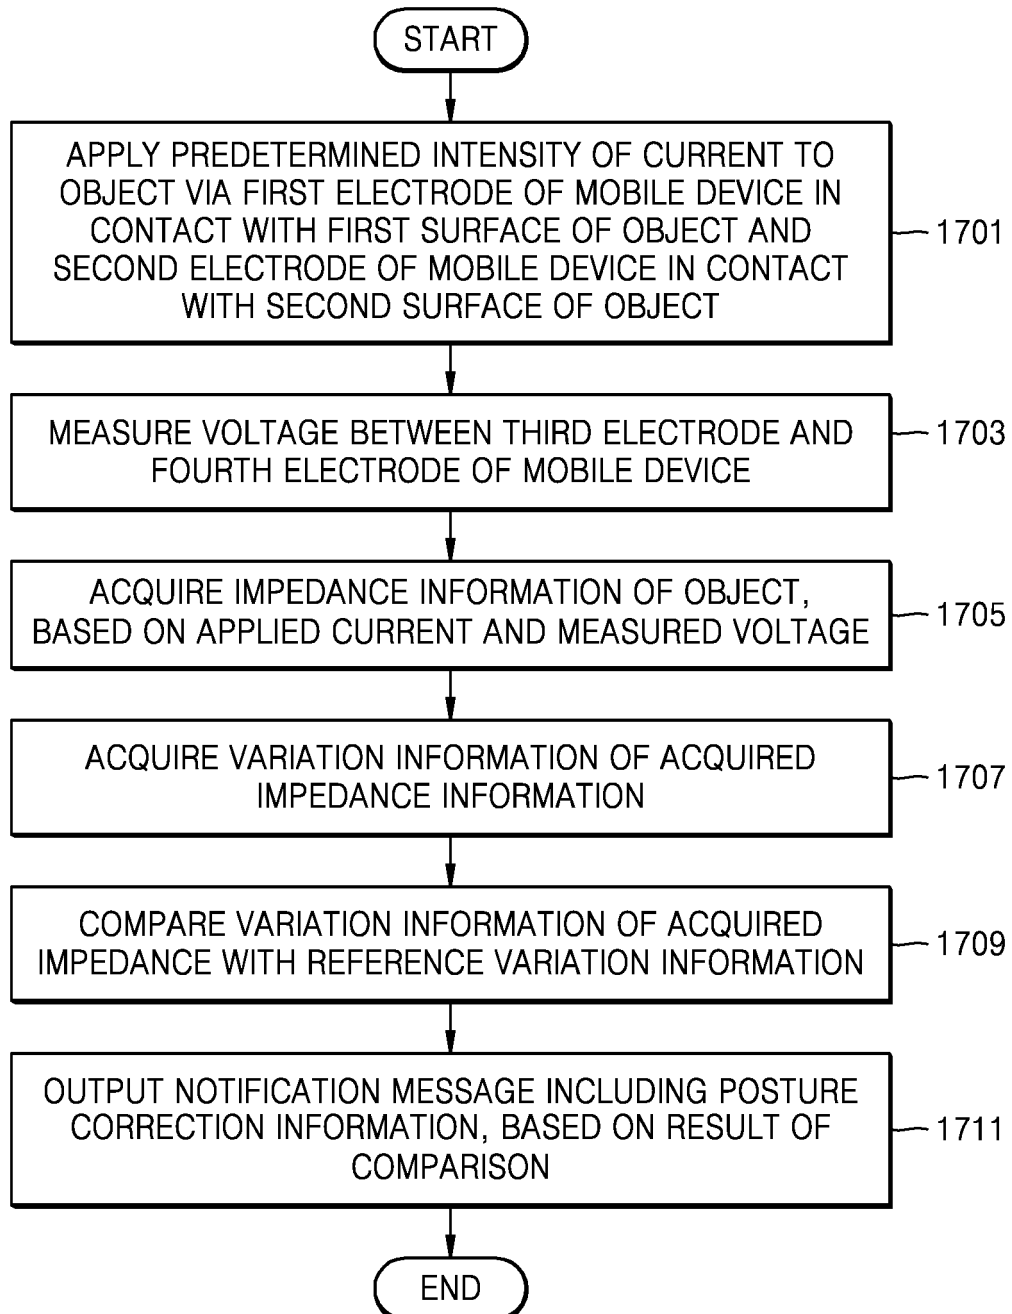 START
APPLY PREDETERMINED INTENSITY OF CURRENT TO
OBJECT VIA FIRST ELECTRODE OF MOBILE DEVICE IN
CONTACT WITH FIRST SURFACE OF OBJECT AND
SECOND ELECTRODE OF MOBILE DEVICE IN CONTACT
WITH SECOND SURFACE OF OBJECT
1701
MEASURE VOLTAGE BETWEEN THIRD ELECTRODE AND
FOURTH ELECTRODE OF MOBILE DEVICE
1703
ACQUIRE IMPEDANCE INFORMATION OF OBJECT,
BASED ON APPLIED CURRENT AND MEASURED VOLTAGE
1705
ACQUIRE VARIATION INFORMATION OF ACQUIRED
IMPEDANCE INFORMATION
1707
COMPARE VARIATION INFORMATION OF ACQUIRED
IMPEDANCE WITH REFERENCE VARIATION INFORMATION
1709
OUTPUT NOTIFICATION MESSAGE INCLUDING POSTURE
CORRECTION INFORMATION, BASED ON RESULT OF
COMPARISON
1711
END